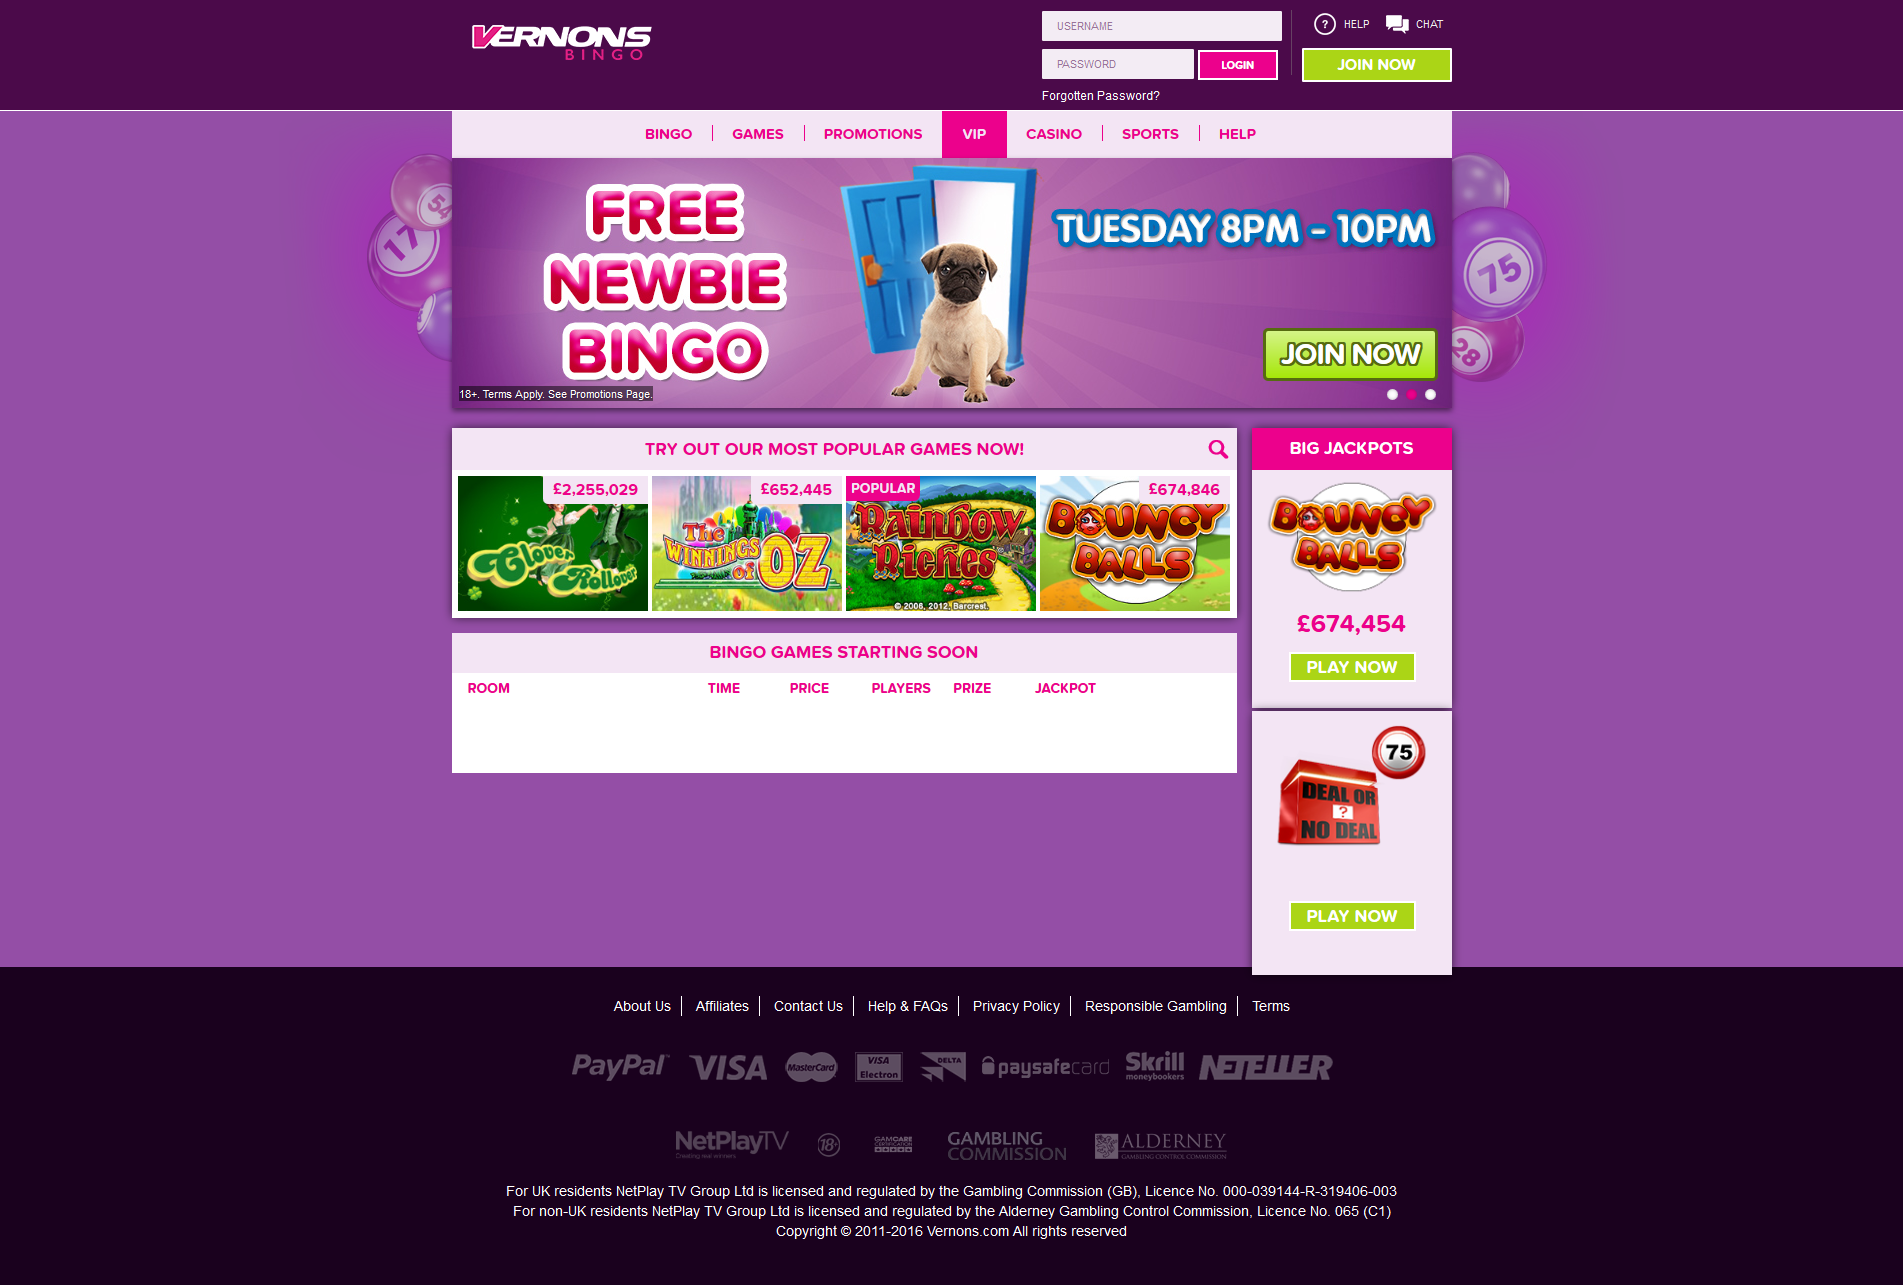 VERNONS
BINGO
USERNAME
PASSWORD
LOGIN
Forgotten Password?
? HELP
CHAT
JOIN NOW
BINGO
GAMES
PROMOTIONS
VIP
CASINO
SPORTS
HELP
54
17
FREE
NEWBIE
BINGO
TUESDAY 8PM - 10PM
JOIN NOW
18+. Terms Apply. See Promotions Page.
75
28
TRY OUT OUR MOST POPULAR GAMES NOW!
£2,255,029
Clover
Rollover
£652,445
The
WINNINGS
of OZ
POPULAR
Rainbow
Riches
© 2006, 2012, Barcrest.
£674,846
BOUNCY
BALLS
BIG JACKPOTS
BOUNCY
BALLS
£674,454
PLAY NOW
BINGO GAMES STARTING SOON
ROOM
TIME
PRICE
PLAYERS
PRIZE
JACKPOT
75
DEAL OR
?
NO DEAL
PLAY NOW
About Us
Affiliates
Contact Us
Help & FAQs
Privacy Policy
Responsible Gambling
Terms
PayPal
VISA
MasterCard
VISA
Electron
DELTA
paysafecard
Skrill
moneybookers
NETELLER
NetPlayTV
Creating real winners
18+
GAMCARE
CERTIFICATION
GAMBLING
COMMISSION
ALDERNEY
GAMBLING CONTROL COMMISSION
For UK residents NetPlay TV Group Ltd is licensed and regulated by the Gambling Commission (GB), Licence No. 000-039144-R-319406-003
For non-UK residents NetPlay TV Group Ltd is licensed and regulated by the Alderney Gambling Control Commission, Licence No. 065 (C1)
Copyright © 2011-2016 Vernons.com All rights reserved